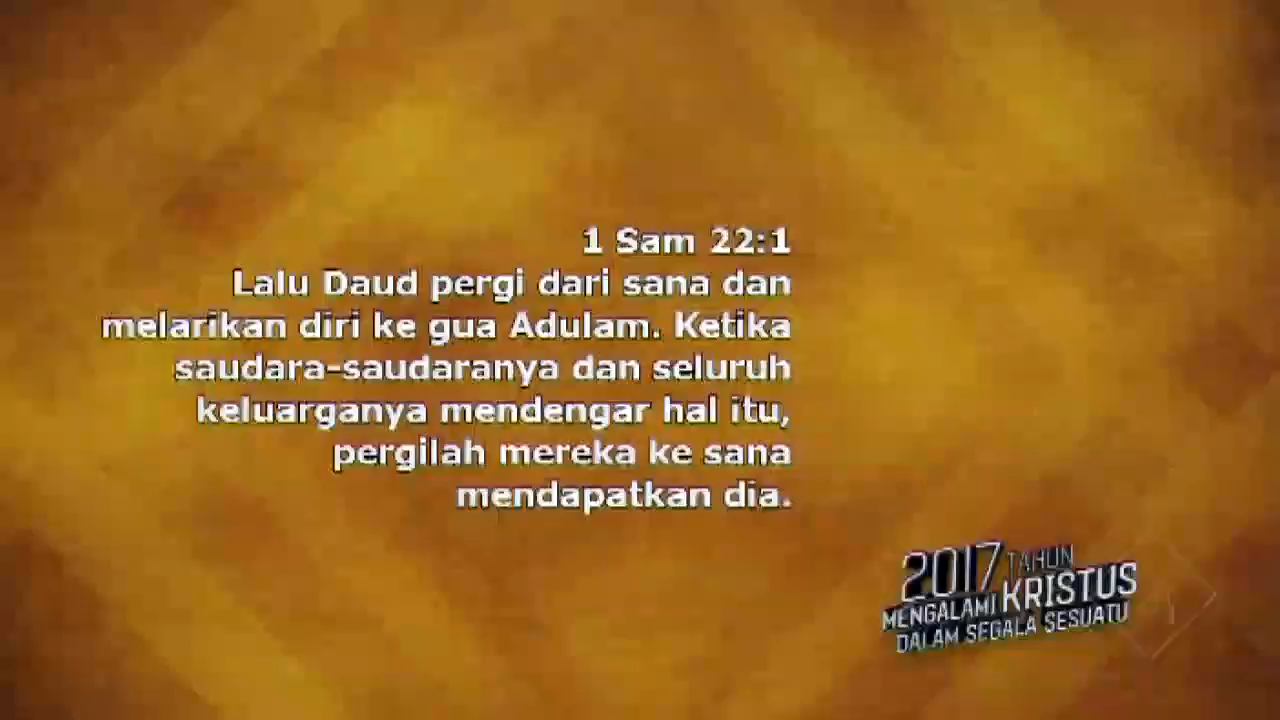 1 Sam 22:1
Lalu Daud pergi dari sana dan
melarikan diri ke gua Adulam. Ketika
saudara-saudaranya dan seluruh
keluarganya mendengar hal itu,
pergilah mereka ke sana
mendapatkan dia.
2017 TAHUN
MENGALAMI KRISTUS
DALAM SEGALA SESUATU